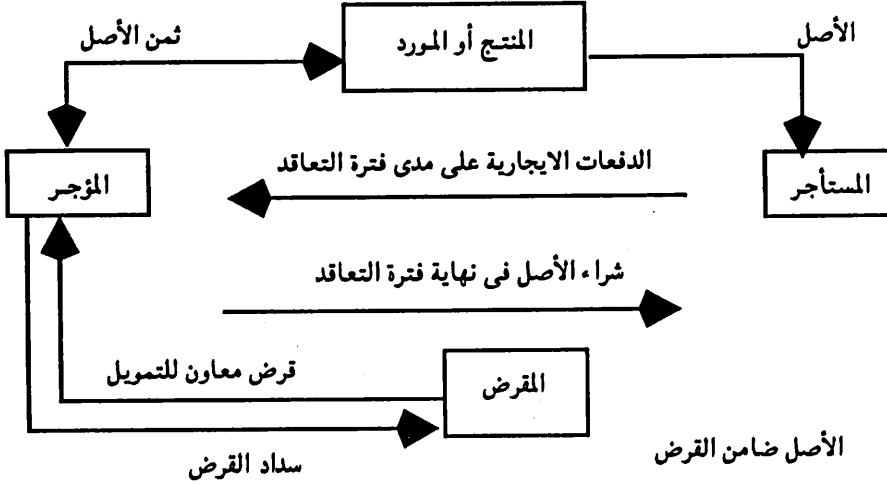 ثمن الأصل
المنتج أو المورد
الأصل
الدفعات الايجارية على مدى فترة التعاقد
المؤجر
المستأجر
شراء الأصل فى نهاية فترة التعاقد
قرض معاون للتمويل
المقرض
الأصل ضامن القرض
سداد القرض